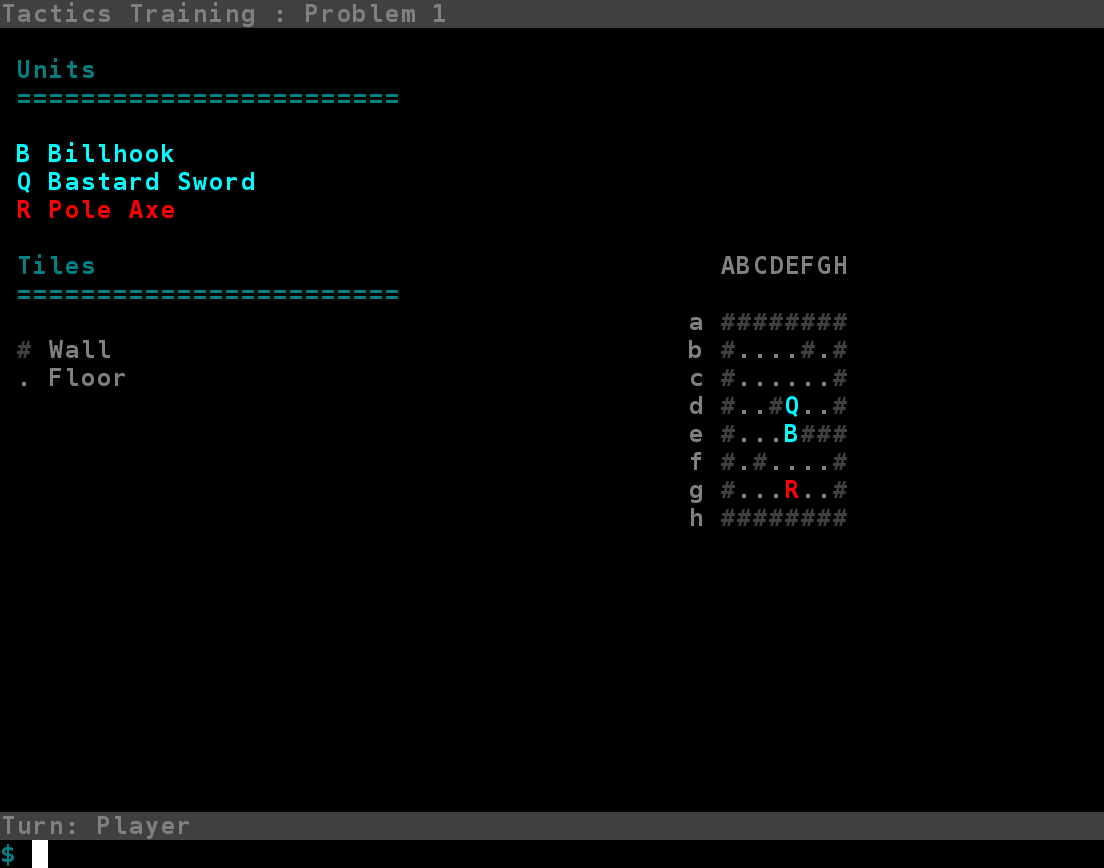 Tactics Training : Problem 1
Units
========================
B Billhook
Q Bastard Sword
R Pole Axe
Tiles
========================
# Wall
. Floor
ABCDEFGH
a ########
b #....#.#
c #......#
d #..#Q..#
e #...B###
f #.#....#
g #...R..#
h ########
Turn: Player
$